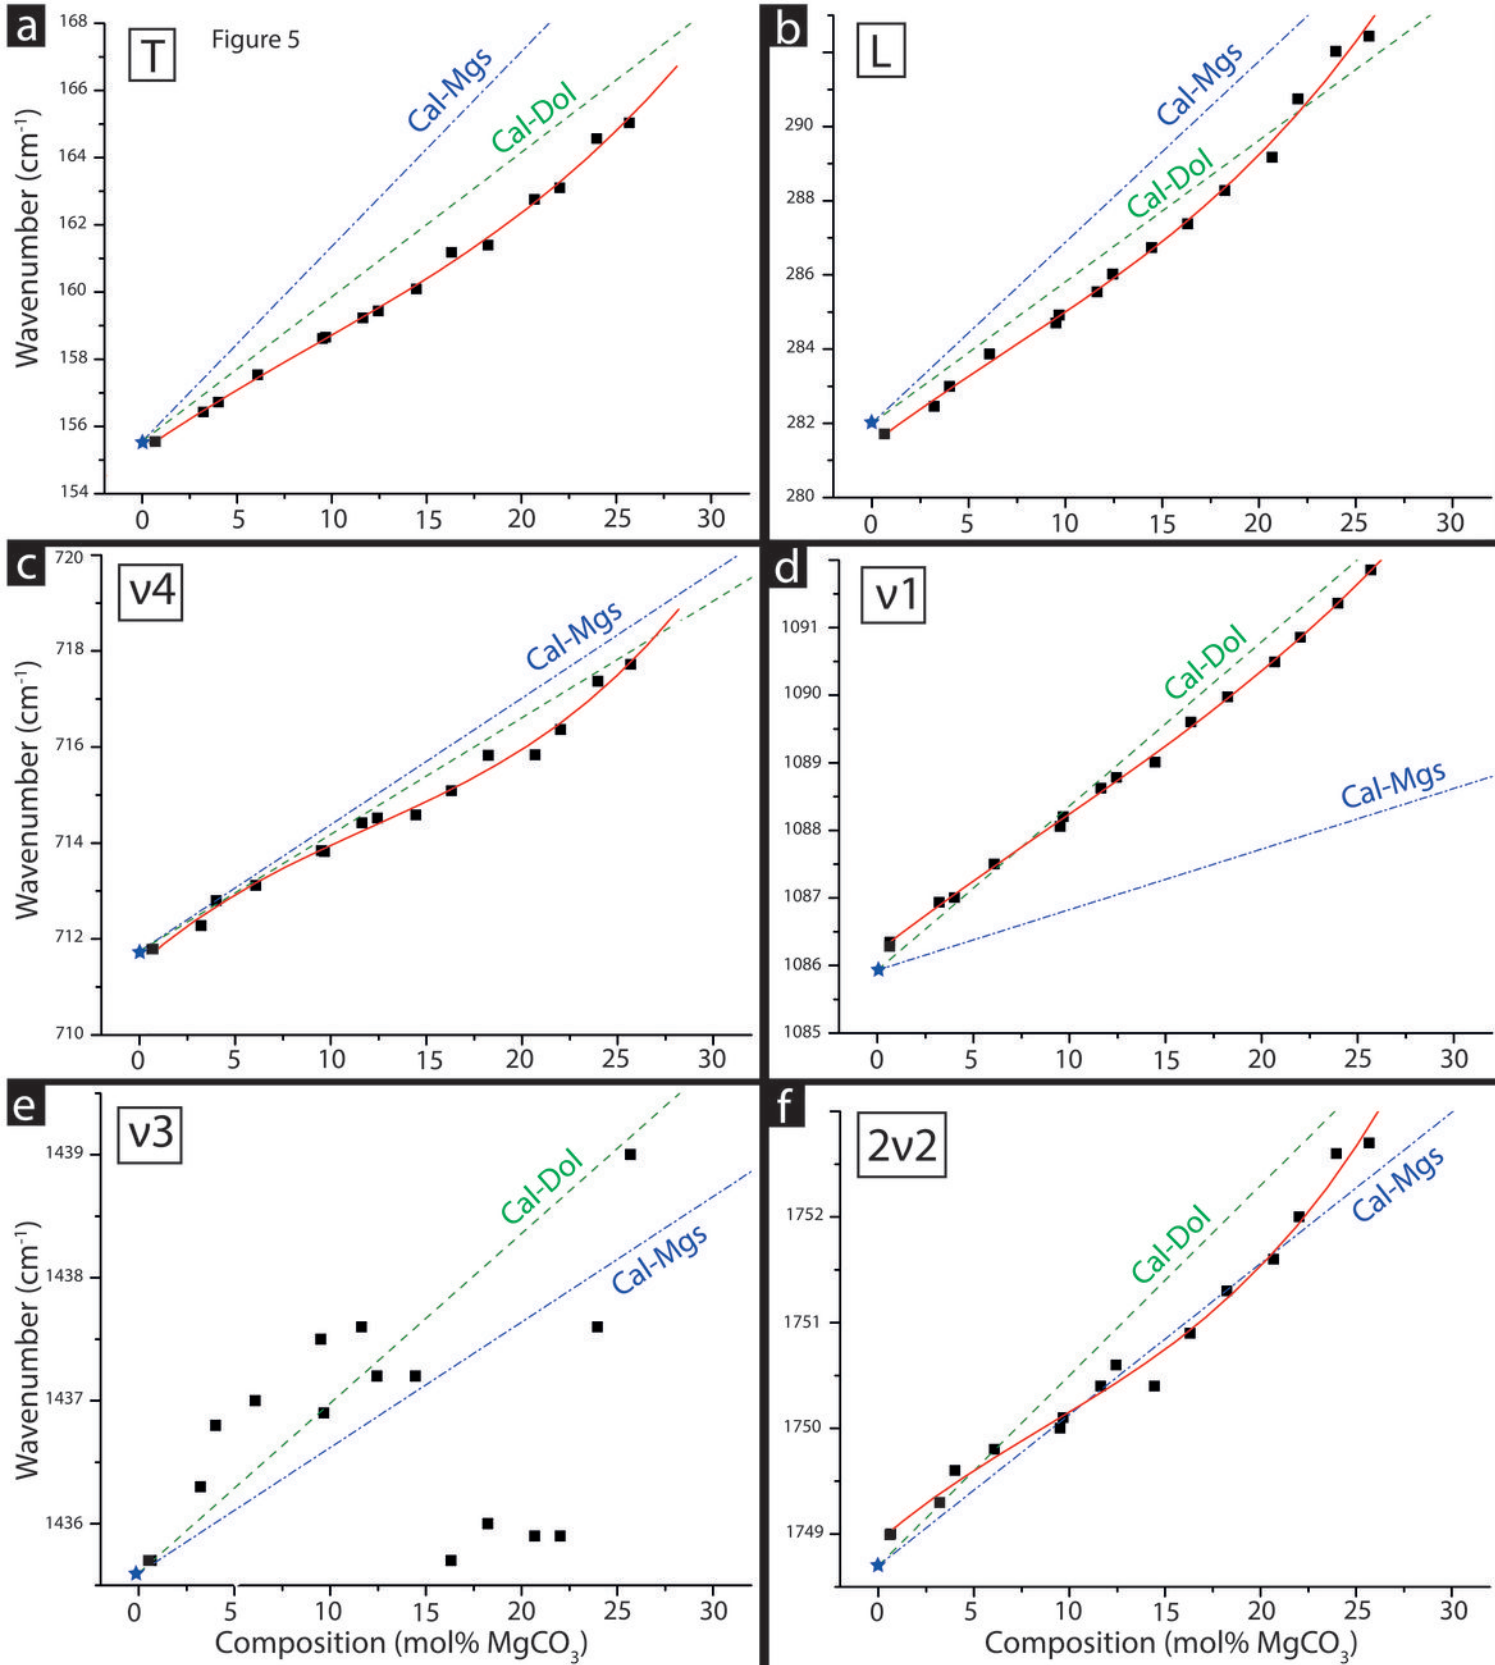 a
T
Figure 5
Cal-Mgs
Cal-Dol
Wavenumber (cm⁻¹)
168
166
164
162
160
158
156
154
0 5 10 15 20 25 30
b
L
Cal-Mgs
Cal-Dol
290
288
286
284
282
280
0 5 10 15 20 25 30
c
ν4
Cal-Mgs
Wavenumber (cm⁻¹)
720
718
716
714
712
710
0 5 10 15 20 25 30
d
ν1
Cal-Dol
Cal-Mgs
1091
1090
1089
1088
1087
1086
1085
0 5 10 15 20 25 30
e
ν3
Cal-Dol
Cal-Mgs
Wavenumber (cm⁻¹)
1439
1438
1437
1436
0 5 10 15 20 25 30
Composition (mol% MgCO₃)
f
2ν2
Cal-Dol
Cal-Mgs
1752
1751
1750
1749
0 5 10 15 20 25 30
Composition (mol% MgCO₃)